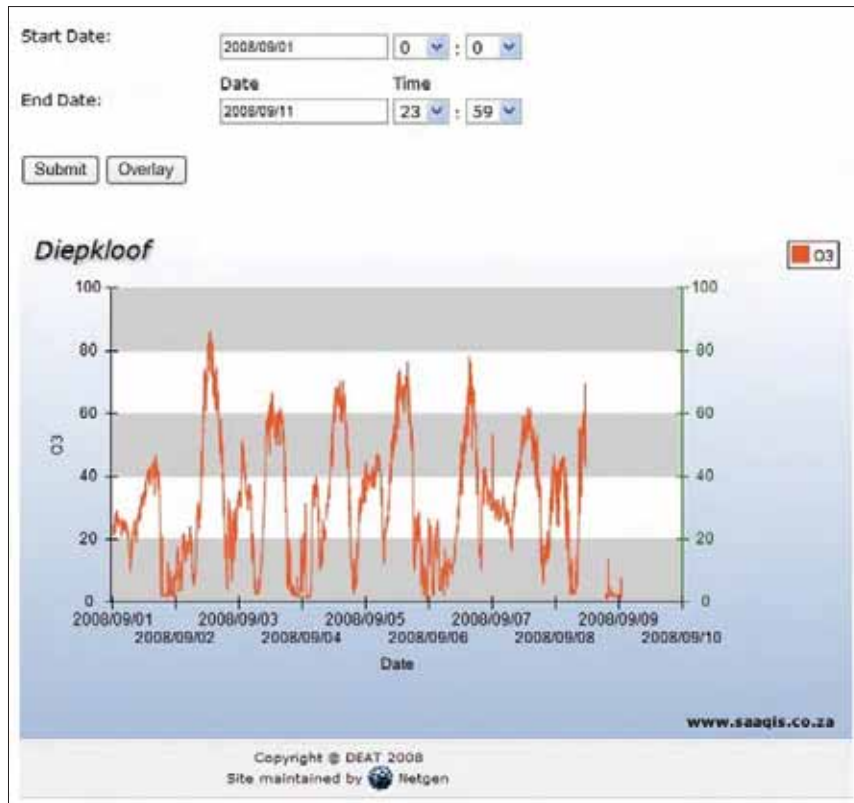 Start Date:
2008/09/01 0 : 0
Date Time
End Date:
2008/09/11 23 : 59
Submit Overlay
Diepkloof
O3
100 100
80 80
60 60
O3
40 40
20 20
0 0
2008/09/01 2008/09/03 2008/09/05 2008/09/07 2008/09/09
2008/09/02 2008/09/04 2008/09/06 2008/09/08 2008/09/10
Date
www.saaqis.co.za
Copyright @ DEAT 2008
Site maintained by Netgen